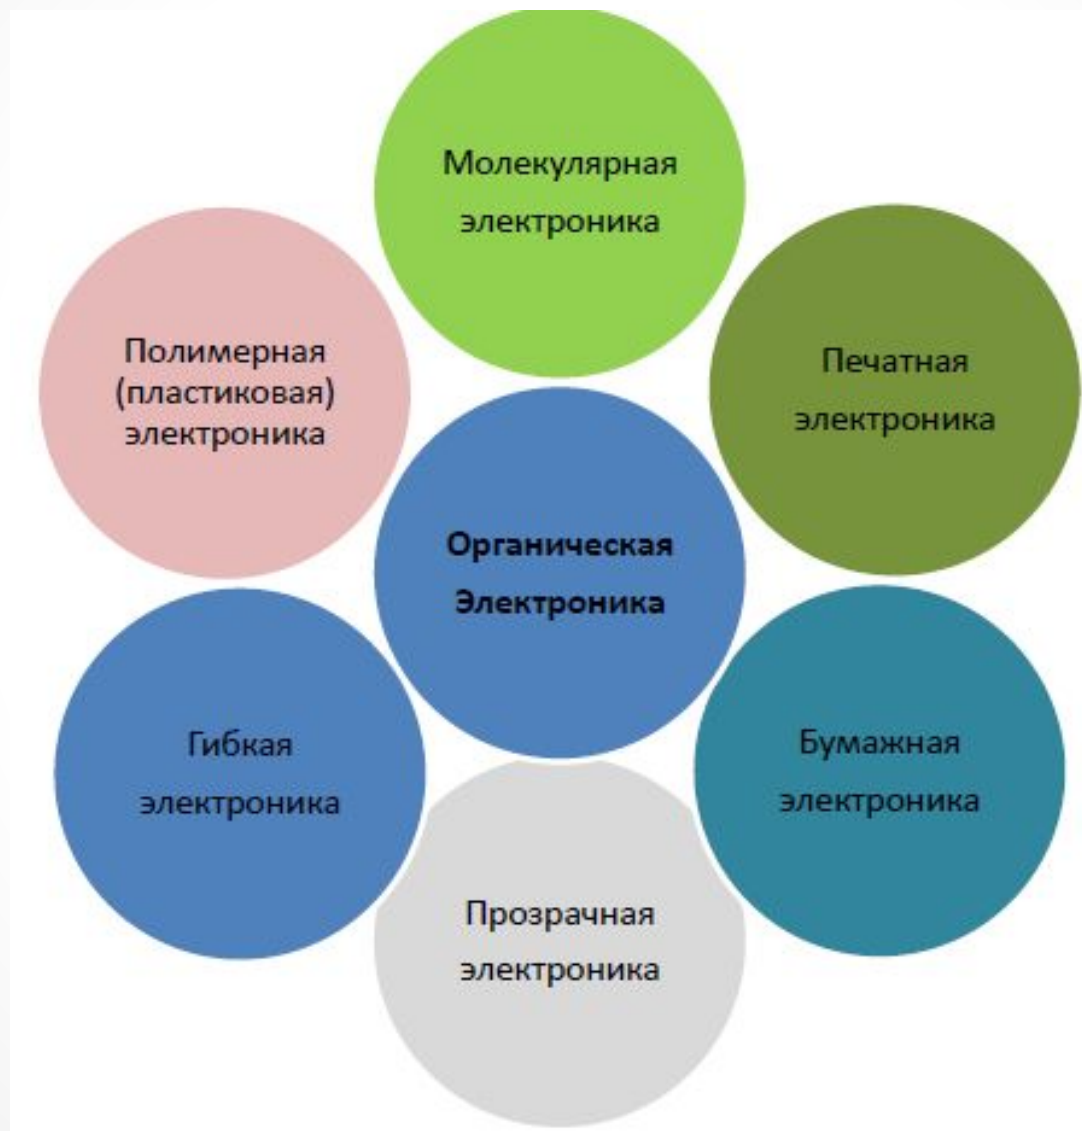 Молекулярная
электроника
Полимерная
(пластиковая)
электроника
Печатная
электроника
Органическая
Электроника
Гибкая
электроника
Бумажная
электроника
Прозрачная
электроника